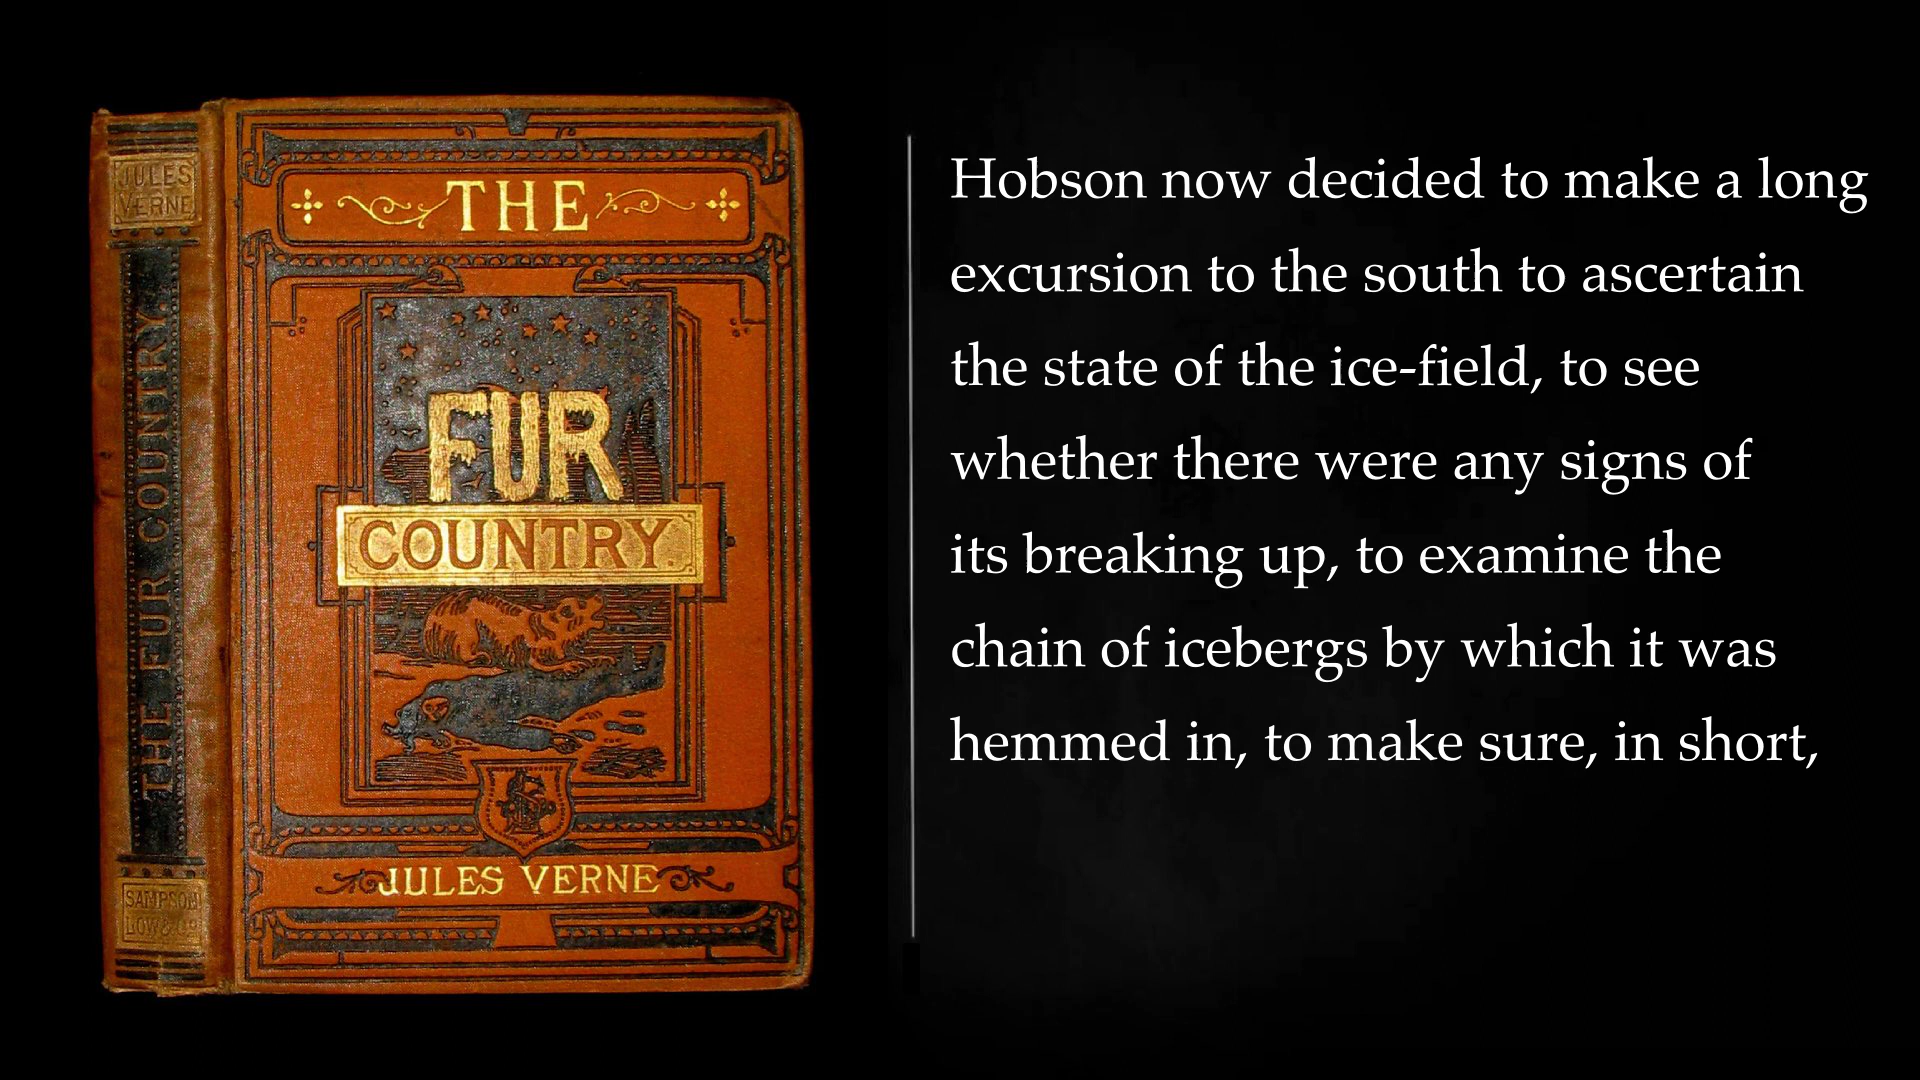 JULES
VERNE
THE FUR COUNTRY.
SAMPSON
LOW & Co
THE
FUR
COUNTRY.
JULES VERNE
Hobson now decided to make a long
excursion to the south to ascertain
the state of the ice-field, to see
whether there were any signs of
its breaking up, to examine the
chain of icebergs by which it was
hemmed in, to make sure, in short,